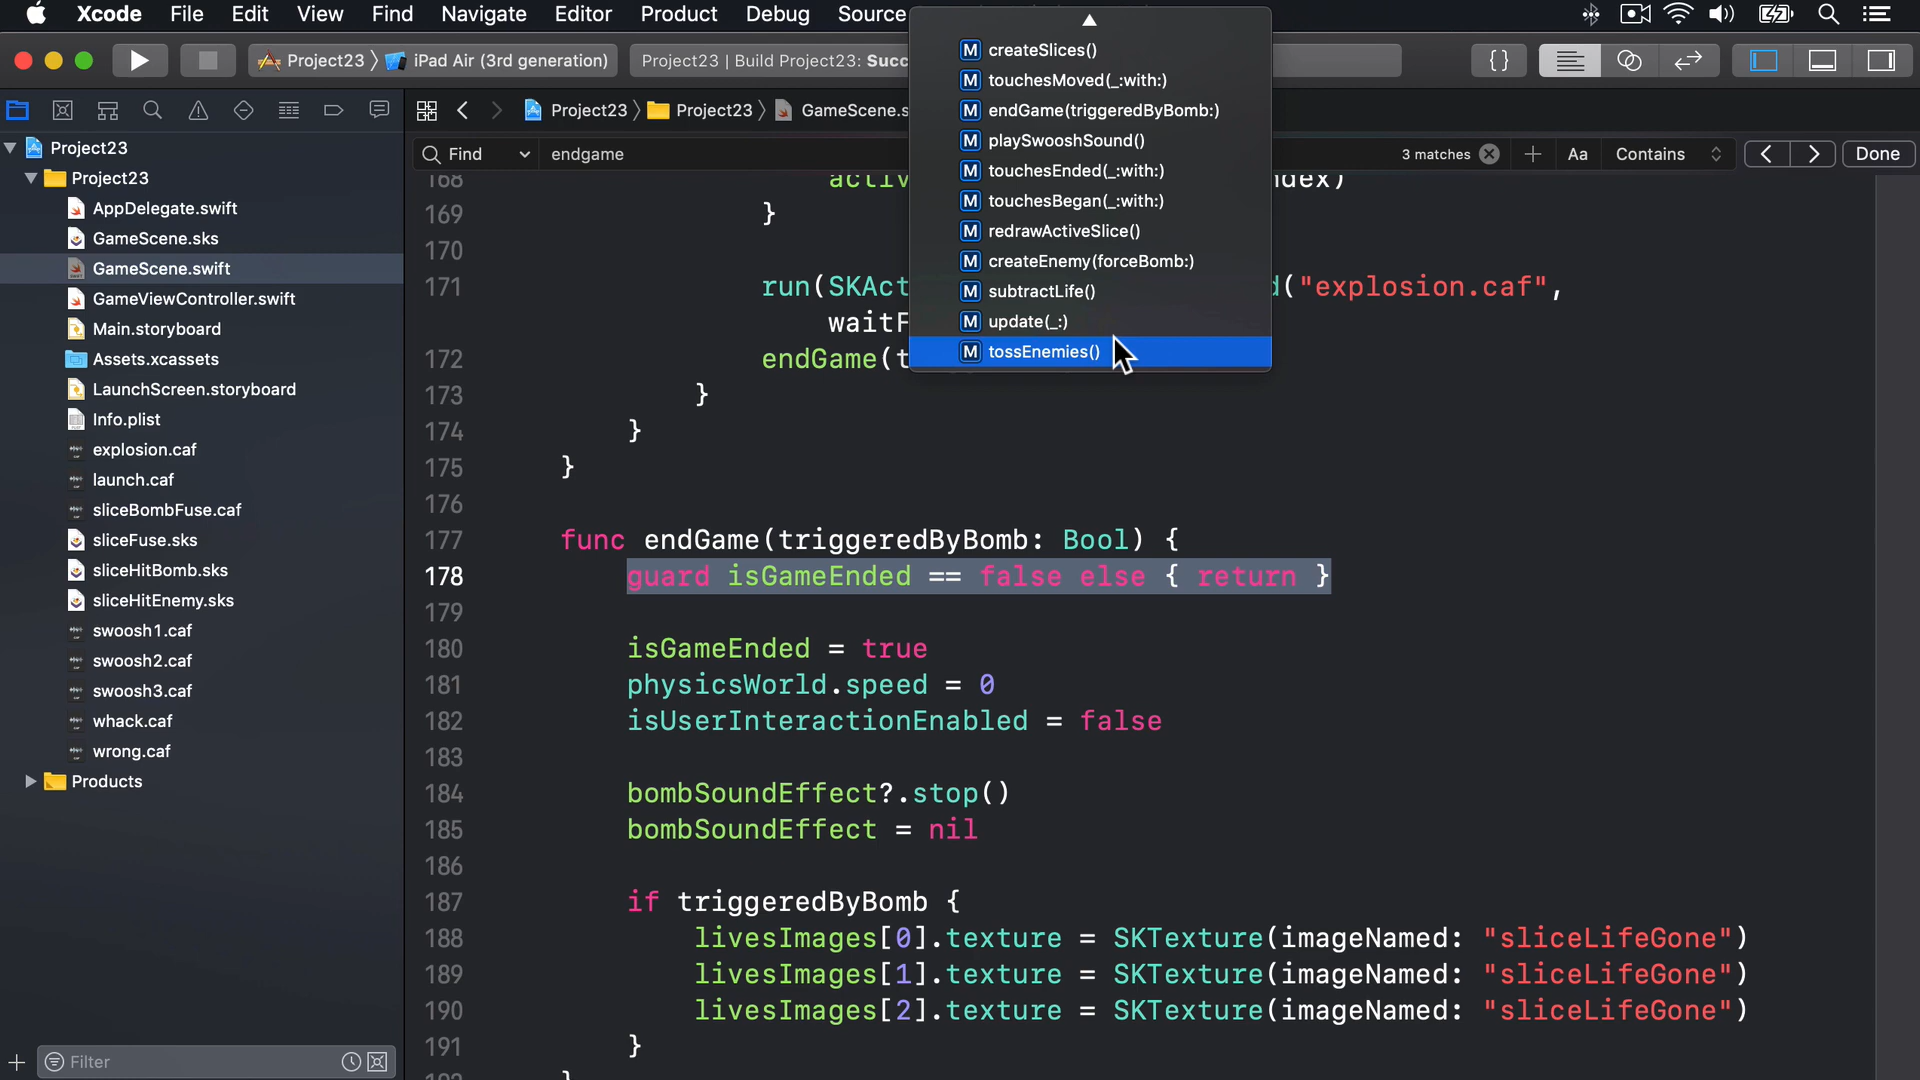 Xcode File Edit View Find Navigate Editor Product Debug Source
Project23 iPad Air (3rd generation) Project23 | Build Project23: Succ
Project23 Project23 GameScene.s
Find endgame 3 matches Aa Contains Done
Project23
Project23
AppDelegate.swift
GameScene.sks
GameScene.swift
GameViewController.swift
Main.storyboard
Assets.xcassets
LaunchScreen.storyboard
Info.plist
explosion.caf
launch.caf
sliceBombFuse.caf
sliceFuse.sks
sliceHitBomb.sks
sliceHitEnemy.sks
swoosh1.caf
swoosh2.caf
swoosh3.caf
whack.caf
wrong.caf
Products
Filter
M createSlices()
M touchesMoved(_:with:)
M endGame(triggeredByBomb:)
M playSwooshSound()
M touchesEnded(_:with:)
M touchesBegan(_:with:)
M redrawActiveSlice()
M createEnemy(forceBomb:)
M subtractLife()
M update(_:)
M tossEnemies()
168 activ ndex)
169 }
170
171 run(SKAct d("explosion.caf",
waitF
172 endGame(t
173 }
174 }
175 }
176
177 func endGame(triggeredByBomb: Bool) {
178 guard isGameEnded == false else { return }
179
180 isGameEnded = true
181 physicsWorld.speed = 0
182 isUserInteractionEnabled = false
183
184 bombSoundEffect?.stop()
185 bombSoundEffect = nil
186
187 if triggeredByBomb {
188 livesImages[0].texture = SKTexture(imageNamed: "sliceLifeGone")
189 livesImages[1].texture = SKTexture(imageNamed: "sliceLifeGone")
190 livesImages[2].texture = SKTexture(imageNamed: "sliceLifeGone")
191 }